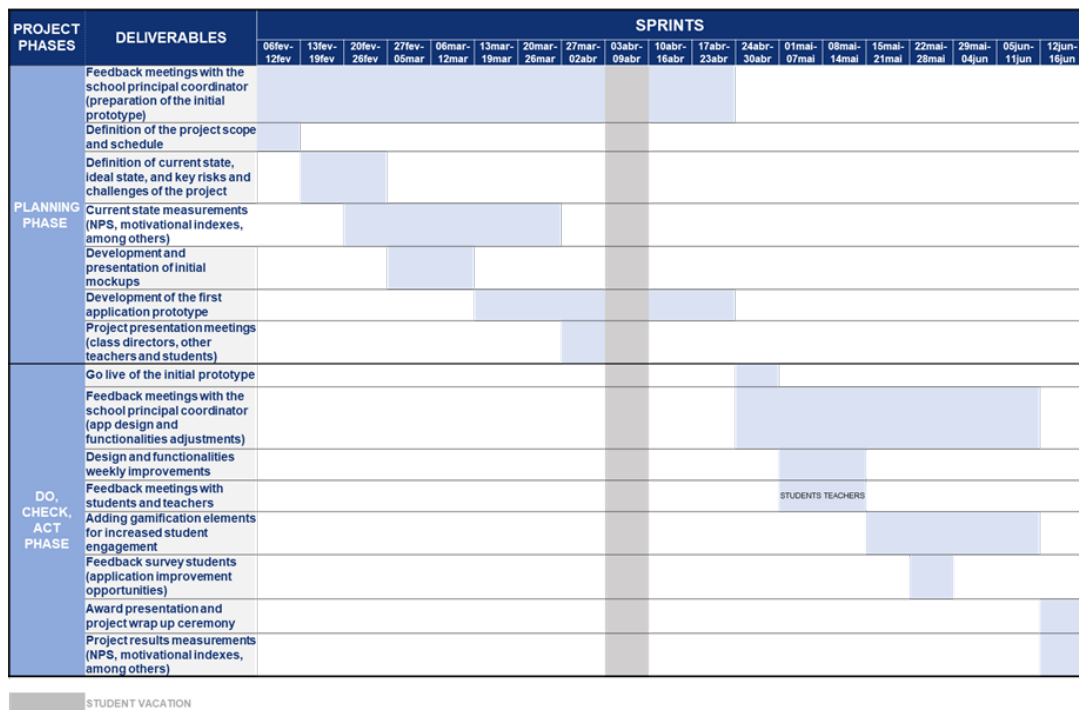 PROJECT
PHASES
DELIVERABLES
SPRINTS
06fev-
12fev
13fev-
19fev
20fev-
26fev
27fev-
05mar
06mar-
12mar
13mar-
19mar
20mar-
26mar
27mar-
02abr
03abr-
09abr
10abr-
16abr
17abr-
23abr
24abr-
30abr
01mai-
07mai
08mai-
14mai
15mai-
21mai
22mai-
28mai
29mai-
04jun
05jun-
11jun
12jun-
16jun
PLANNING
PHASE
Feedback meetings with the
school principal coordinator
(preparation of the initial
prototype)
Definition of the project scope
and schedule
Definition of current state,
ideal state, and key risks and
challenges of the project
Current state measurements
(NPS, motivational indexes,
among others)
Development and
presentation of initial
mockups
Development of the first
application prototype
Project presentation meetings
(class directors, other
teachers and students)
DO,
CHECK,
ACT
PHASE
Go live of the initial prototype
Feedback meetings with the
school principal coordinator
(app design and
functionalities adjustments)
Design and functionalities
weekly improvements
Feedback meetings with
students and teachers
STUDENTS TEACHERS
Adding gamification elements
for increased student
engagement
Feedback survey students
(application improvement
opportunities)
Award presentation and
project wrap up ceremony
Project results measurements
(NPS, motivational indexes,
among others)
STUDENT VACATION